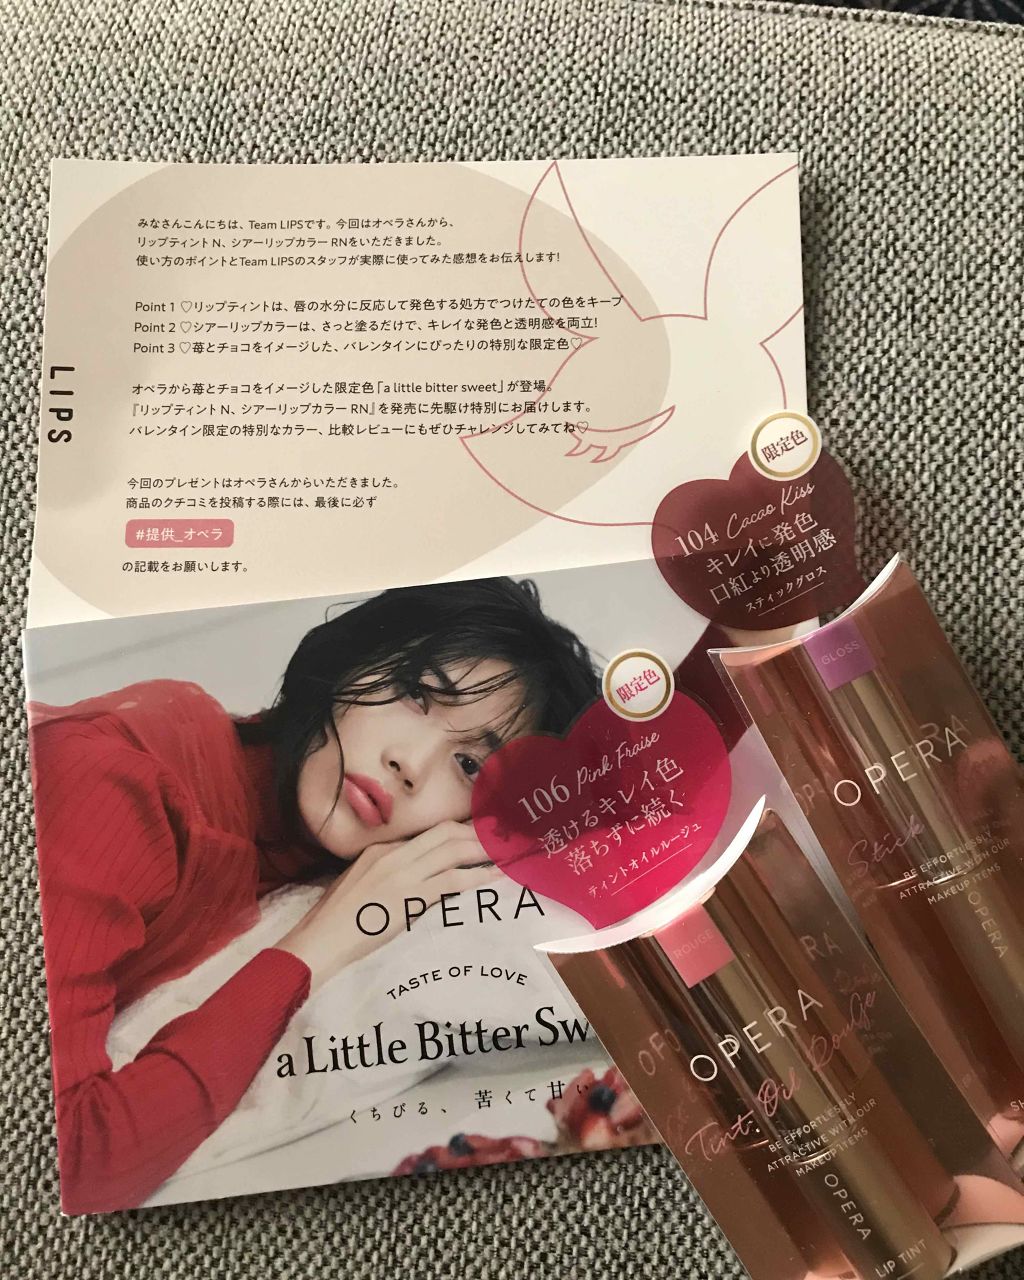 みなさんこんにちは、Team LIPSです。今回はオペラさんから、
リップティントN、シアーリップカラーRNをいただきました。
使い方のポイントとTeam LIPSのスタッフが実際に使ってみた感想をお伝えします!
Point 1 ♡リップティントは、唇の水分に反応して発色する処方でつけたての色をキープ
Point 2 ♡シアーリップカラーは、さっと塗るだけで、キレイな発色と透明感を両立!
Point 3 ♡苺とチョコをイメージした、バレンタインにぴったりの特別な限定色♡
オペラから苺とチョコをイメージした限定色「a little bitter sweet」が登場。
『リップティントN、シアーリップカラーRN』を発売に先駆け特別にお届けします。
バレンタイン限定の特別なカラー、比較レビューにもぜひチャレンジしてみてね♡
今回のプレゼントはオペラさんからいただきました。
商品のクチコミを投稿する際には、最後に必ず
#提供_オペラ
の記載をお願いします。
LIPS
限定色
104 Cacao Kiss
キレイに発色
口紅より透明感
スティックグロス
GLOSS
OPERA
Stick
BE EFFORTLESSLY
ATTRACTIVE WITH OUR
MAKEUP ITEMS
OPERA
限定色
106 Pink Fraise
透けるキレイ色
落ちずに続く
ティントオイルルージュ
ROUGE
OPERA
Tint Oil Rouge
BE EFFORTLESSLY
ATTRACTIVE WITH OUR
MAKEUP ITEMS
OPERA
LIP TINT
OPERA
TASTE OF LOVE
a Little Bitter Sw
くちびる、苦くて甘い